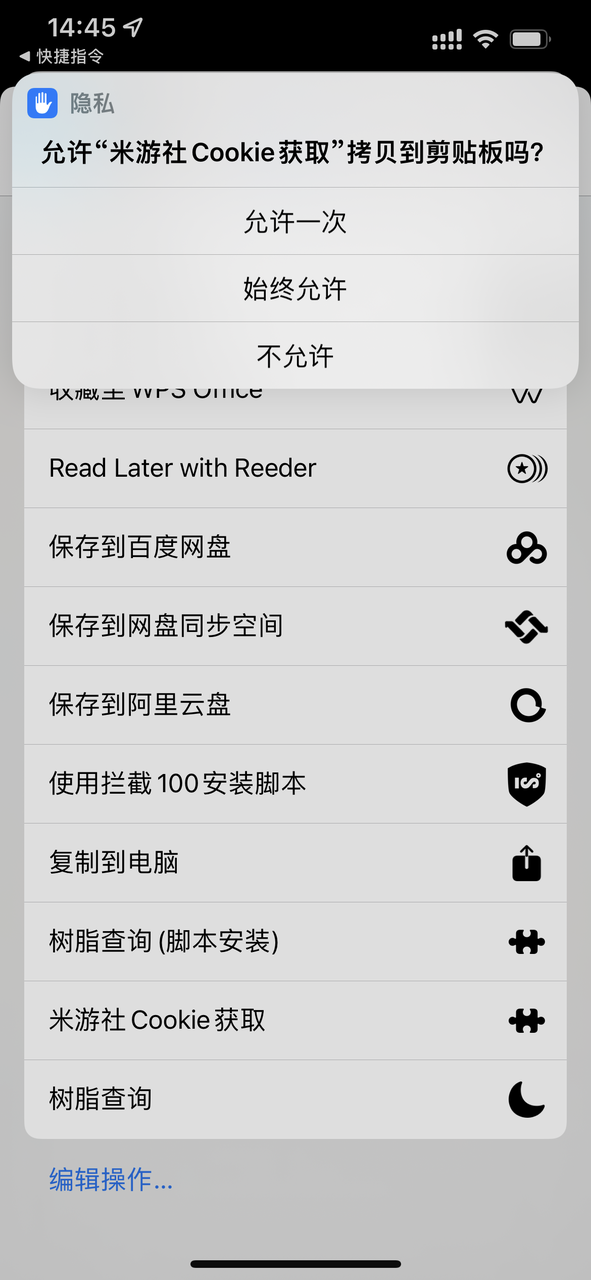 14:45
◀ 快捷指令
隐私
允许“米游社 Cookie 获取”拷贝到剪贴板吗?
允许一次
始终允许
不允许
收藏至 WPS Office
Read Later with Reeder
保存到百度网盘
保存到网盘同步空间
保存到阿里云盘
使用拦截 100 安装脚本
复制到电脑
树脂查询 (脚本安装)
米游社 Cookie 获取
树脂查询
编辑操作...